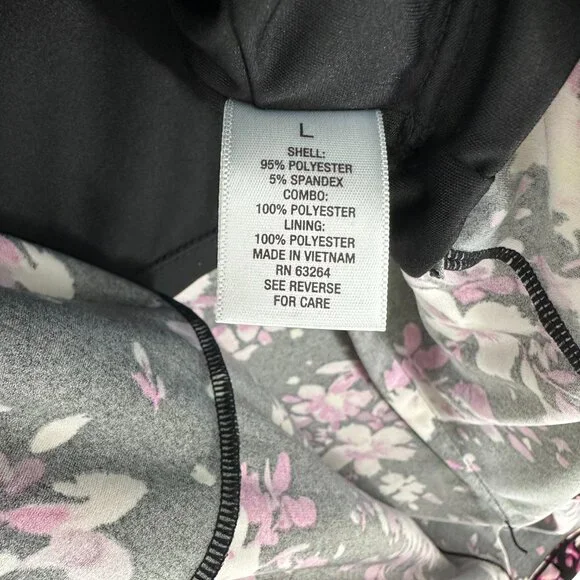 L
SHELL:
95% POLYESTER
5% SPANDEX
COMBO:
100% POLYESTER
LINING:
100% POLYESTER
MADE IN VIETNAM
RN 63264
SEE REVERSE
FOR CARE